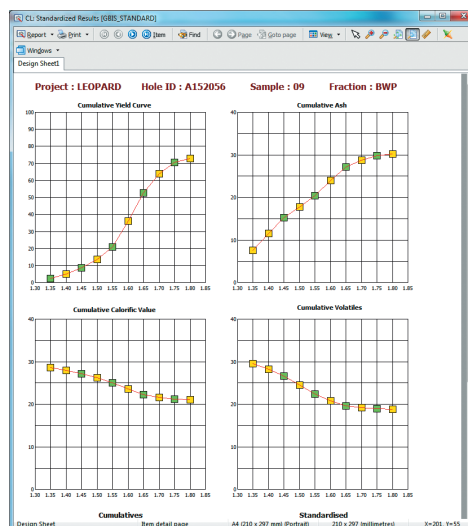 CLI Standardized Results [GBIS_STANDARD]
Report Print Item Find Page Goto page View
Windows
Design Sheet1
Project : LEOPARD Hole ID : A152056 Sample : 09 Fraction : BWP
Cumulative Yield Curve
100
90
80
70
60
50
40
30
20
10
0
1.30 1.35 1.40 1.45 1.50 1.55 1.60 1.65 1.70 1.75 1.80 1.85
Cumulative Ash
40
30
20
10
0
1.30 1.35 1.40 1.45 1.50 1.55 1.60 1.65 1.70 1.75 1.80 1.85
Cumulative Calorific Value
40
30
20
10
0
1.30 1.35 1.40 1.45 1.50 1.55 1.60 1.65 1.70 1.75 1.80 1.85
Cumulative Volatiles
40
30
20
10
0
1.30 1.35 1.40 1.45 1.50 1.55 1.60 1.65 1.70 1.75 1.80 1.85
Cumulatives Standardised
Design Sheet Item detail page A4 (210 x 297 mm) (Portrait) 210 x 297 (millimetres) X=201, Y=55